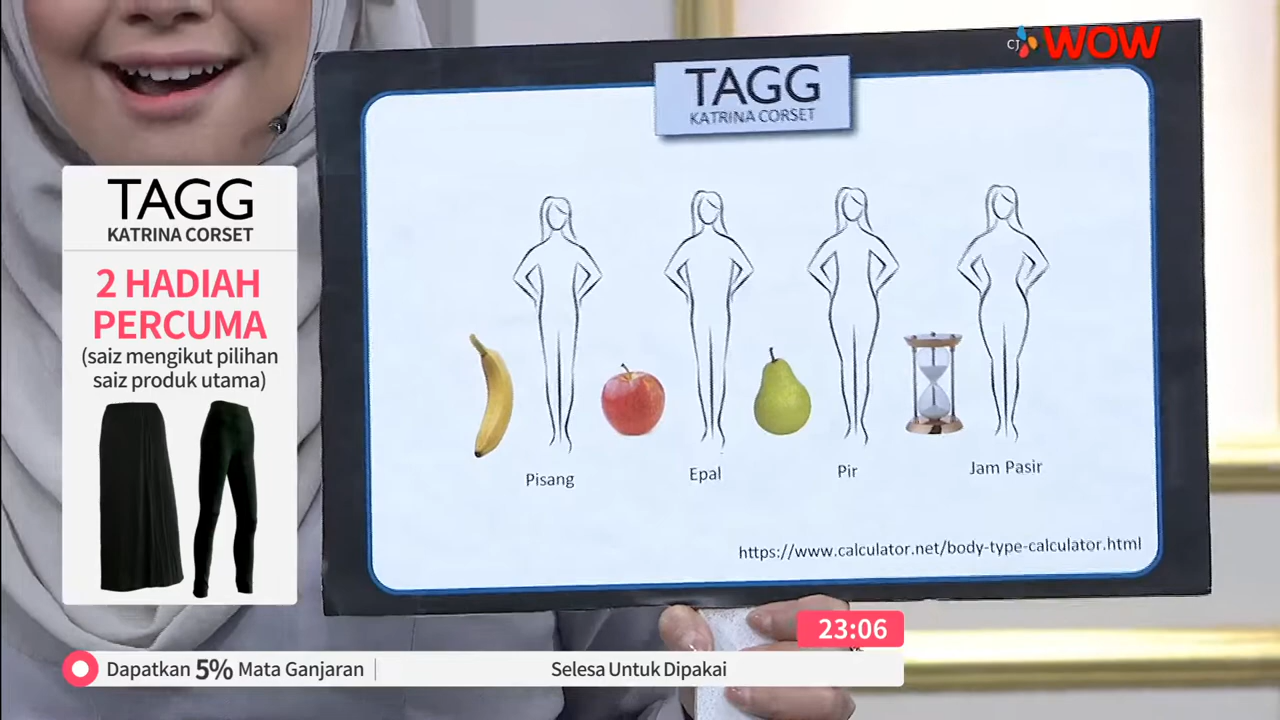 CJ WOW
TAGG
KATRINA CORSET
Pisang
Epal
Pir
Jam Pasir
https://www.calculator.net/body-type-calculator.html
TAGG
KATRINA CORSET
2 HADIAH
PERCUMA
(saiz mengikut pilihan
saiz produk utama)
23:06
Dapatkan 5% Mata Ganjaran
Selesa Untuk Dipakai